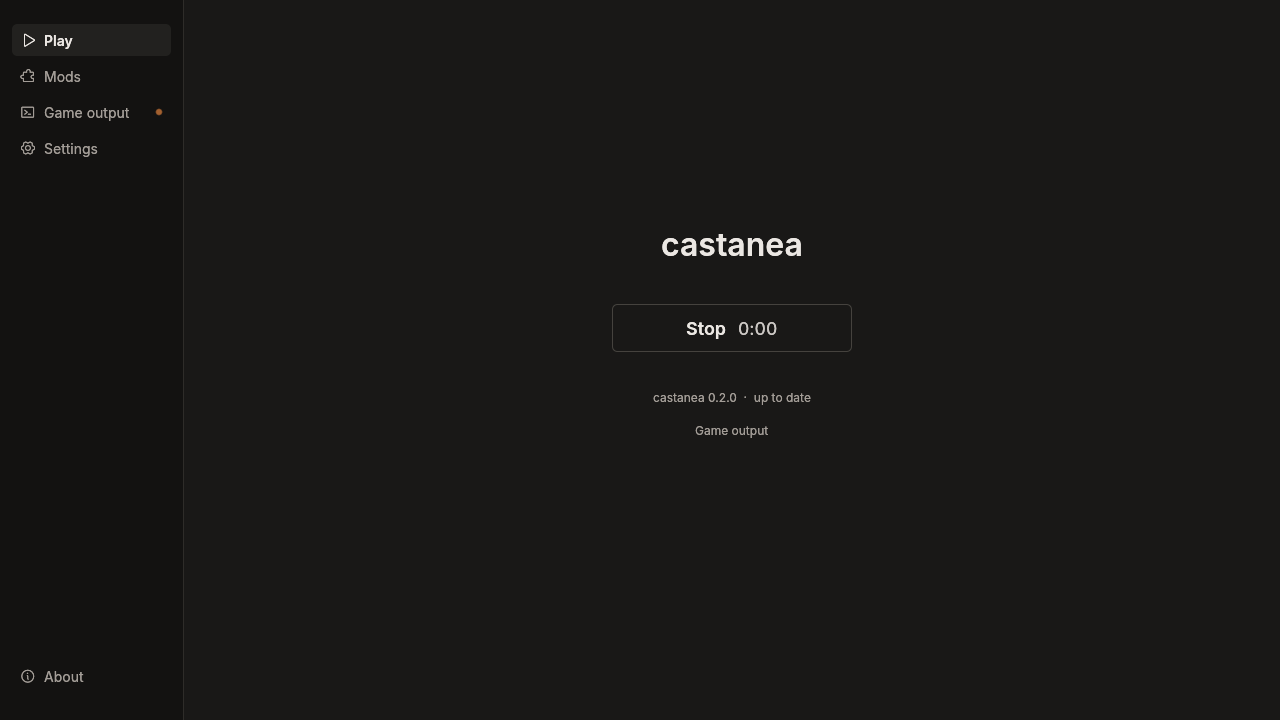 Play
Mods
Game output
Settings
castanea
Stop 0:00
castanea 0.2.0 · up to date
Game output
About